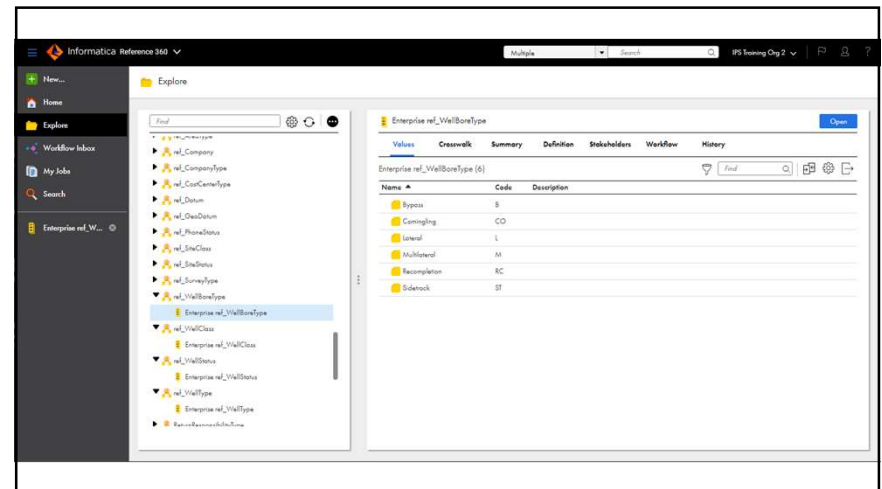 Informatica Reference 360
Multiple
Search
IPS Training Org 2
New...
Home
Explore
Workflow Inbox
My Jobs
Search
Enterprise ref_W...
Explore
Find
ref_AreaType
ref_Company
ref_CompanyType
ref_CostCenterType
ref_Datum
ref_GeoDatum
ref_PhoneStatus
ref_SiteClass
ref_SiteStatus
ref_SurveyType
ref_WellBoreType
Enterprise ref_WellBoreType
ref_WellClass
Enterprise ref_WellClass
ref_WellStatus
Enterprise ref_WellStatus
ref_WellType
Enterprise ref_WellType
Enterprise ref_WellBoreType
Open
Values Crosswalk Summary Definition Stakeholders Workflow History
Enterprise ref_WellBoreType (6)
Find
Name Code Description
Bypass B
Comingling CO
Lateral L
Multilateral M
Recompletion RC
Sidetrack ST